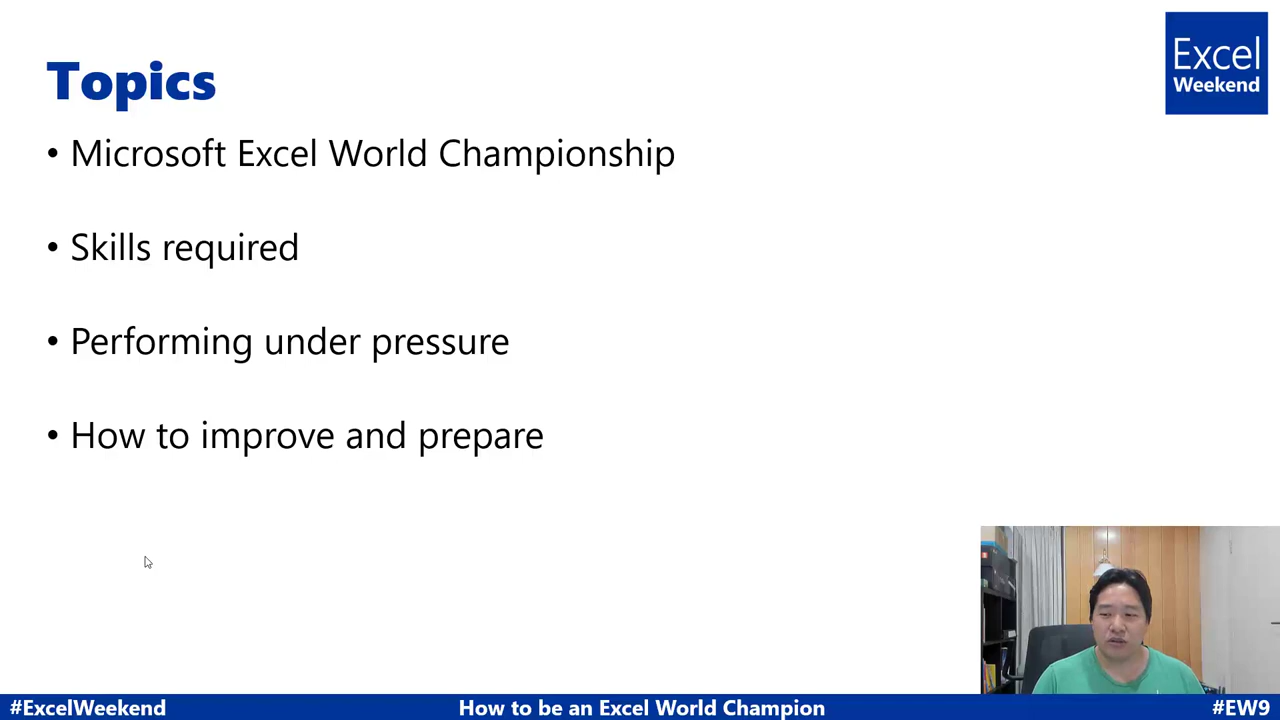 Excel
Weekend
Topics
• Microsoft Excel World Championship
• Skills required
• Performing under pressure
• How to improve and prepare
#ExcelWeekend
How to be an Excel World Champion
#EW9